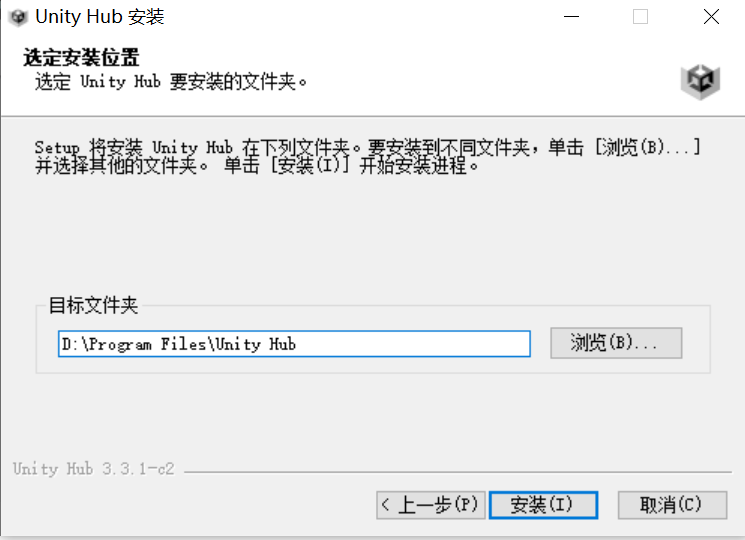 Unity Hub 安装
选定安装位置
选定 Unity Hub 要安装的文件夹。
Setup 将安装 Unity Hub 在下列文件夹。要安装到不同文件夹，单击 [浏览(B)...]
并选择其他的文件夹。 单击 [安装(I)] 开始安装进程。
目标文件夹
D:\Program Files\Unity Hub
浏览(B)...
Unity Hub 3.3.1-c2
< 上一步(P)
安装(I)
取消(C)